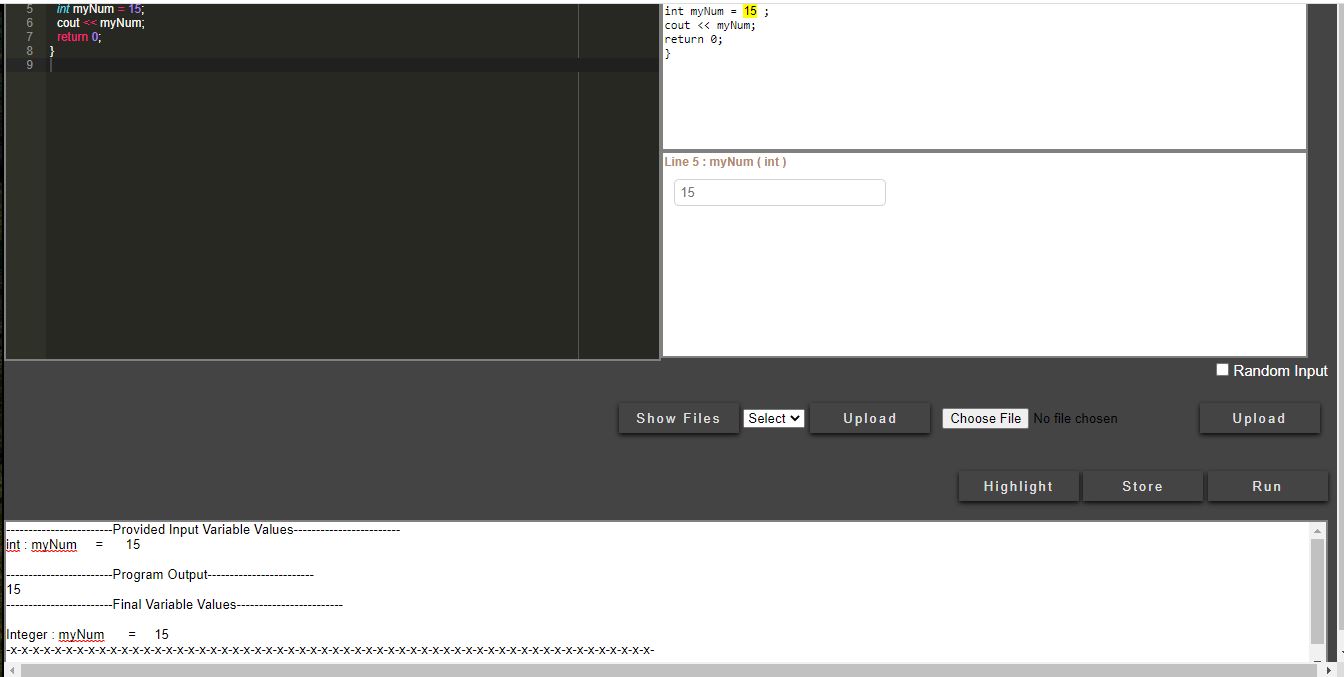 5 int myNum = 15;
6 cout << myNum;
7 return 0;
8 }
9
int myNum = 15 ;
cout << myNum;
return 0;
}
Line 5 : myNum ( int )
15
Random Input
Show Files Select Upload Choose File No file chosen Upload
Highlight Store Run
------------------------Provided Input Variable Values------------------------
int : myNum = 15
------------------------Program Output------------------------
15
------------------------Final Variable Values------------------------
Integer : myNum = 15
-x-x-x-x-x-x-x-x-x-x-x-x-x-x-x-x-x-x-x-x-x-x-x-x-x-x-x-x-x-x-x-x-x-x-x-x-x-x-x-x-x-x-x-x-x-x-x-x-x-x-x-x-x-x-x-x-x-x-